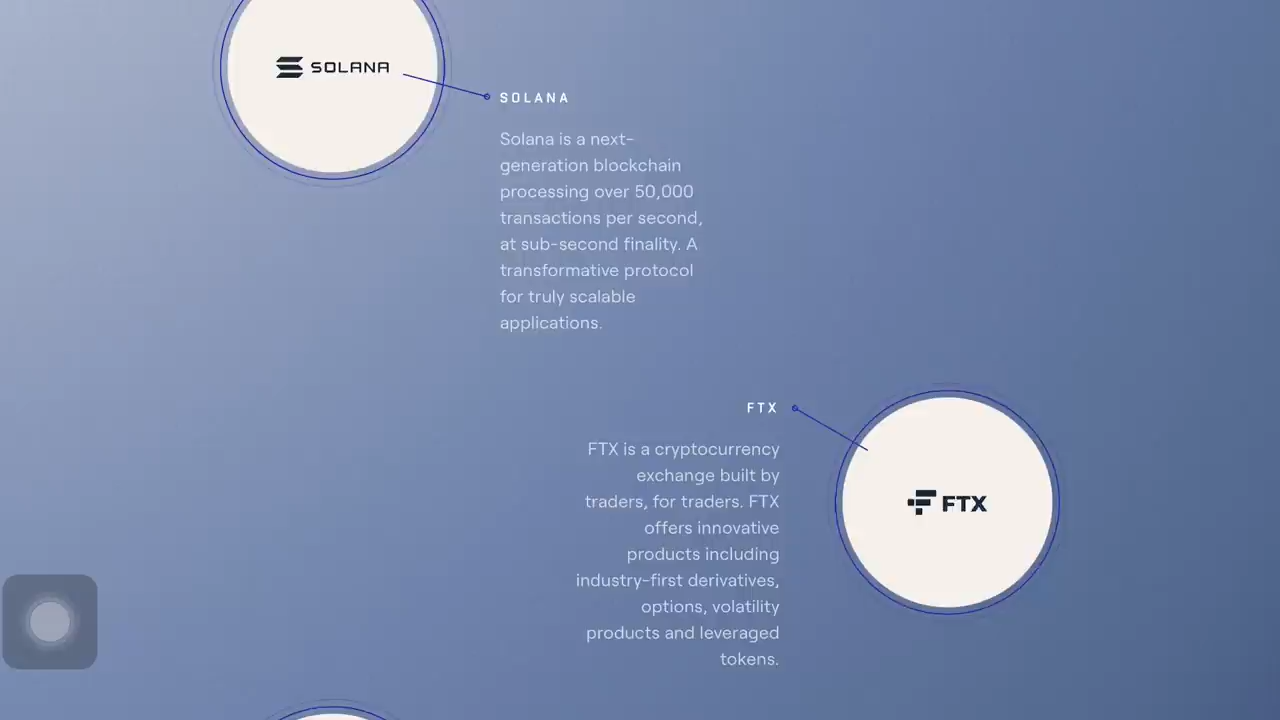 SOLANA
SOLANA
Solana is a next-
generation blockchain
processing over 50,000
transactions per second,
at sub-second finality. A
transformative protocol
for truly scalable
applications.
FTX
FTX is a cryptocurrency
exchange built by
traders, for traders. FTX
offers innovative
products including
industry-first derivatives,
options, volatility
products and leveraged
tokens.
FTX